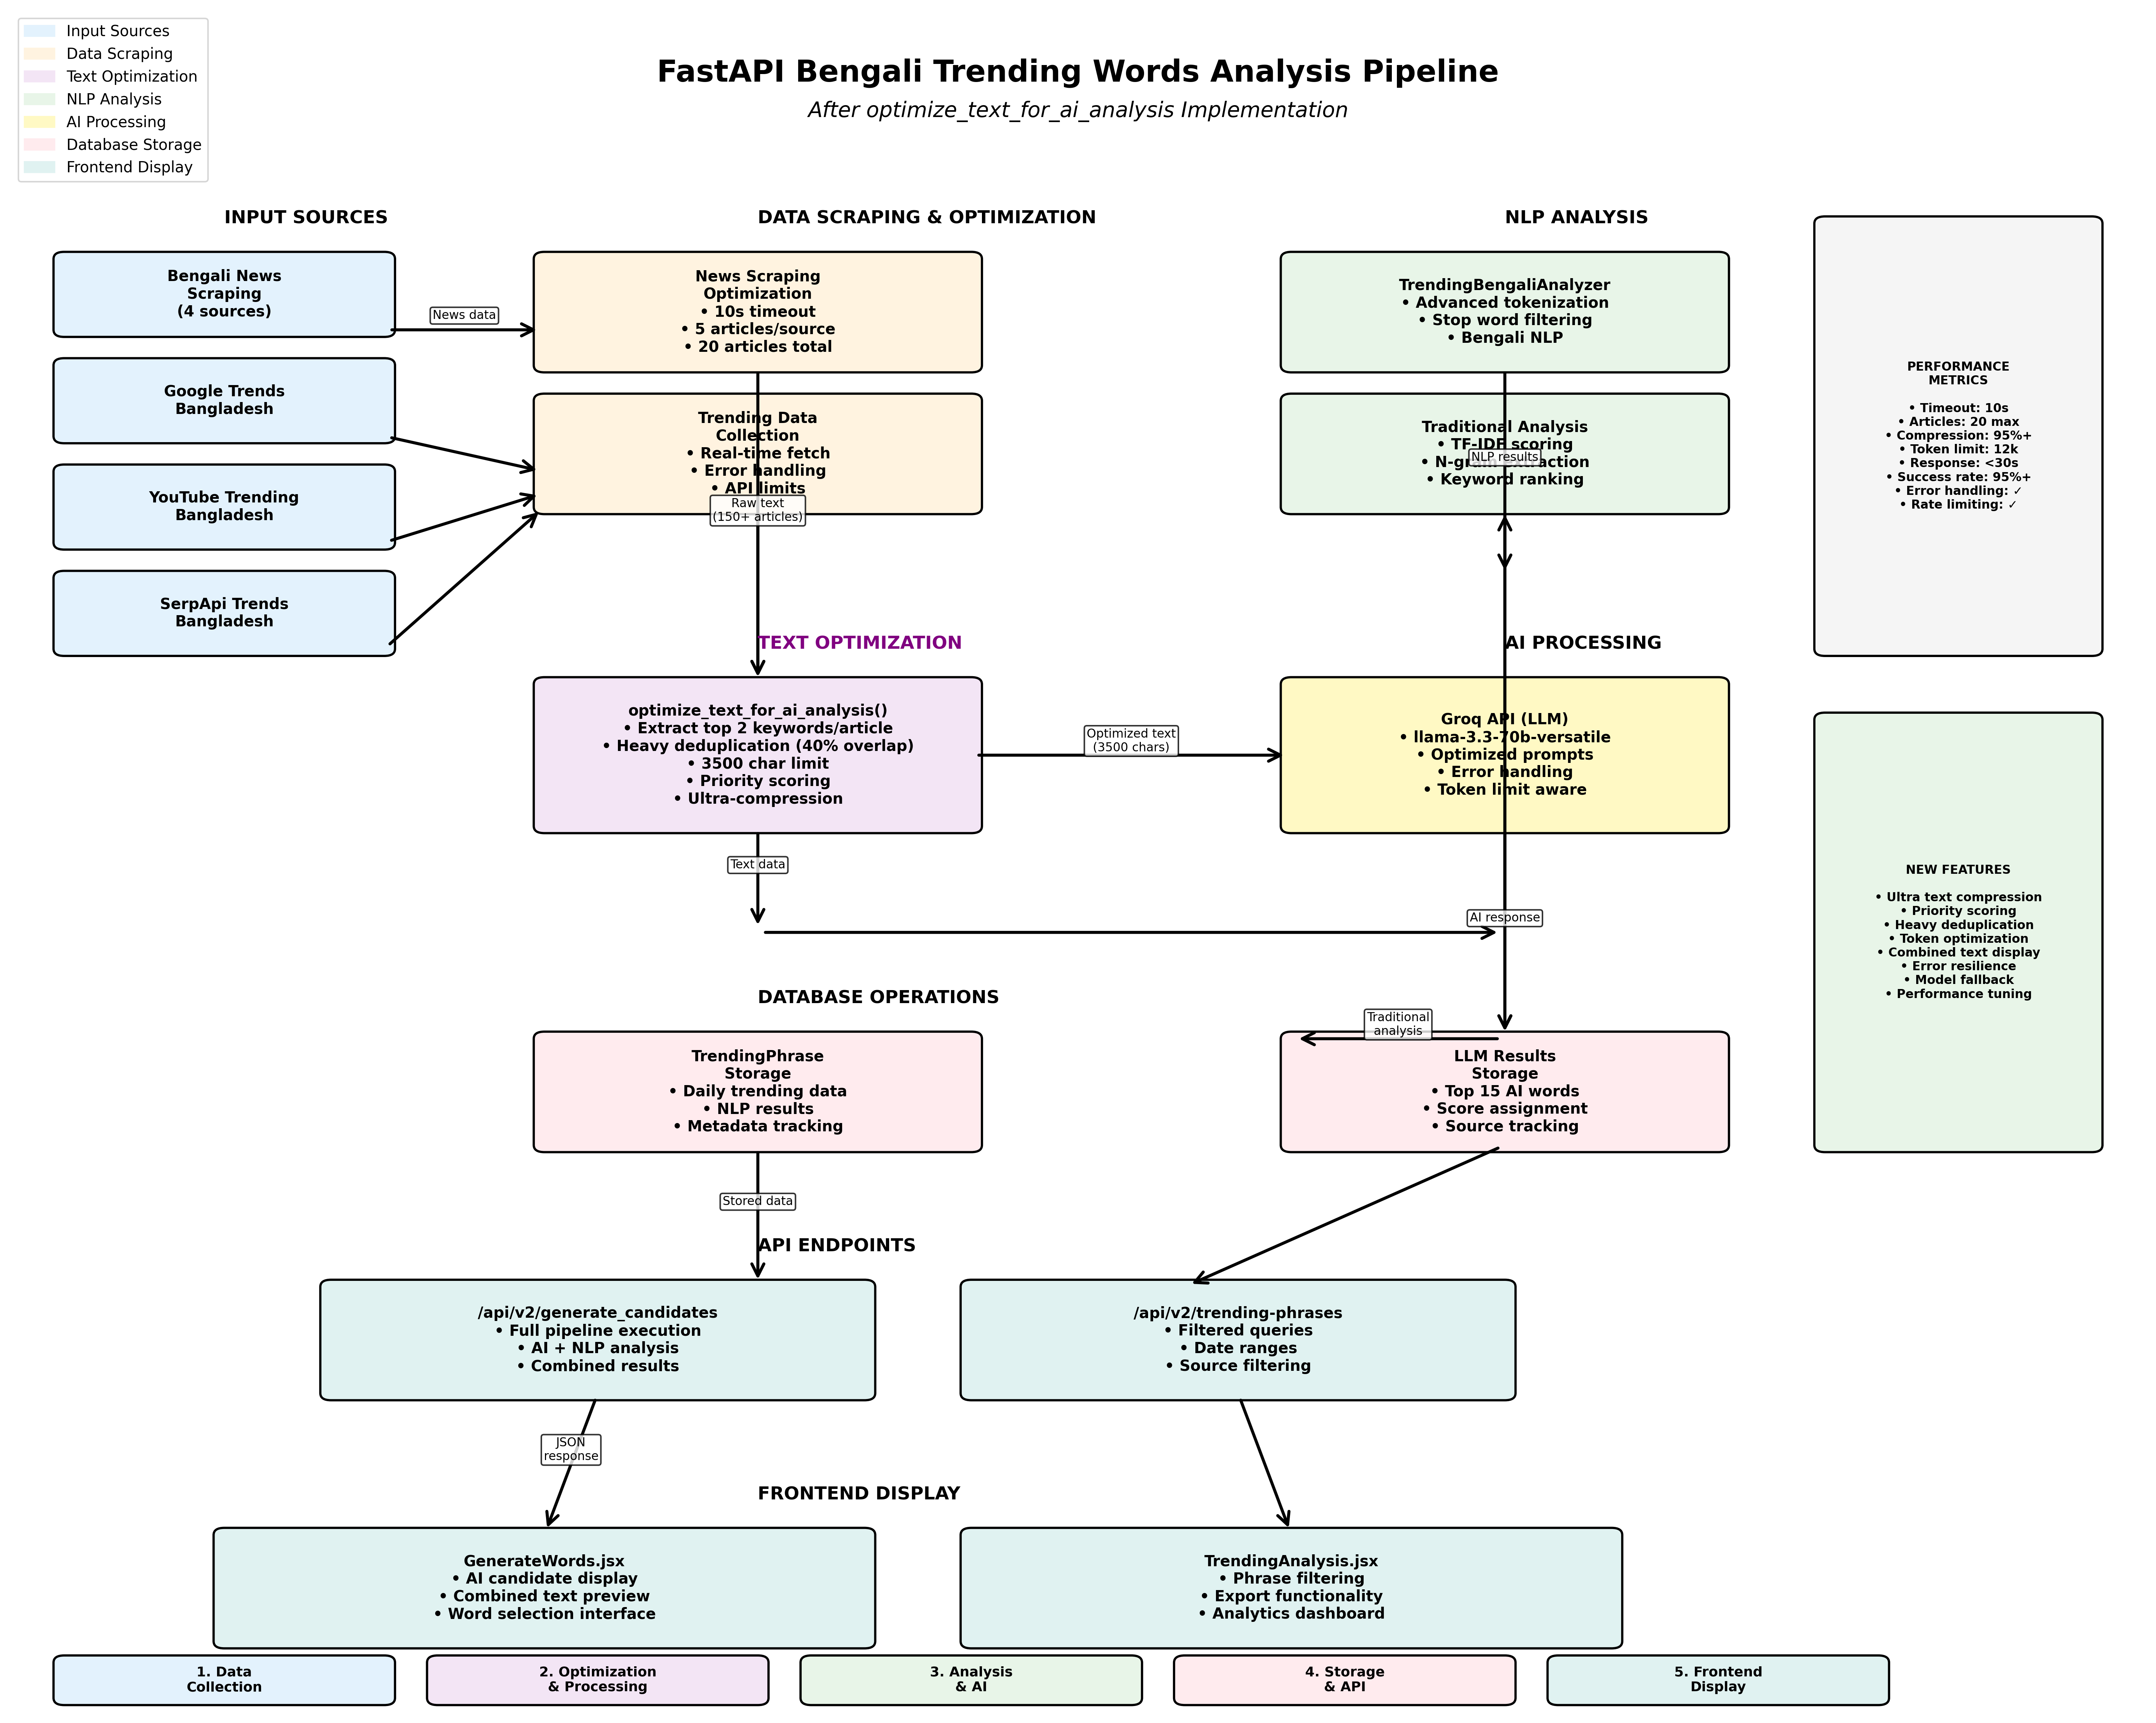 Input Sources
Data Scraping
Text Optimization
NLP Analysis
AI Processing
Database Storage
Frontend Display
FastAPI Bengali Trending Words Analysis Pipeline
After optimize_text_for_ai_analysis Implementation
INPUT SOURCES
Bengali News
Scraping
(4 sources)
Google Trends
Bangladesh
YouTube Trending
Bangladesh
SerpApi Trends
Bangladesh
News data
DATA SCRAPING & OPTIMIZATION
News Scraping
Optimization
• 10s timeout
• 5 articles/source
• 20 articles total
Trending Data
Collection
• Real-time fetch
• Error handling
• API limits
Raw text
(150+ articles)
NLP ANALYSIS
TrendingBengaliAnalyzer
• Advanced tokenization
• Stop word filtering
• Bengali NLP
Traditional Analysis
• TF-IDF scoring
• N-gram extraction
• Keyword ranking
NLP results
PERFORMANCE
METRICS
• Timeout: 10s
• Articles: 20 max
• Compression: 95%+
• Token limit: 12k
• Response: <30s
• Success rate: 95%+
• Error handling: ✓
• Rate limiting: ✓
TEXT OPTIMIZATION
optimize_text_for_ai_analysis()
• Extract top 2 keywords/article
• Heavy deduplication (40% overlap)
• 3500 char limit
• Priority scoring
• Ultra-compression
Optimized text
(3500 chars)
AI PROCESSING
Groq API (LLM)
• llama-3.3-70b-versatile
• Optimized prompts
• Error handling
• Token limit aware
Text data
AI response
NEW FEATURES
• Ultra text compression
• Priority scoring
• Heavy deduplication
• Token optimization
• Combined text display
• Error resilience
• Model fallback
• Performance tuning
DATABASE OPERATIONS
TrendingPhrase
Storage
• Daily trending data
• NLP results
• Metadata tracking
Traditional
analysis
LLM Results
Storage
• Top 15 AI words
• Score assignment
• Source tracking
Stored data
API ENDPOINTS
/api/v2/generate_candidates
• Full pipeline execution
• AI + NLP analysis
• Combined results
/api/v2/trending-phrases
• Filtered queries
• Date ranges
• Source filtering
JSON
response
FRONTEND DISPLAY
GenerateWords.jsx
• AI candidate display
• Combined text preview
• Word selection interface
TrendingAnalysis.jsx
• Phrase filtering
• Export functionality
• Analytics dashboard
1. Data
Collection
2. Optimization
& Processing
3. Analysis
& AI
4. Storage
& API
5. Frontend
Display